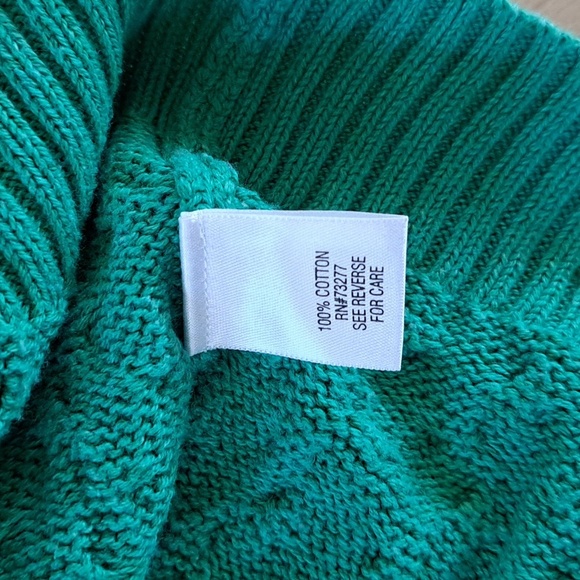 100% COTTON
RN#73277
SEE REVERSE
FOR CARE